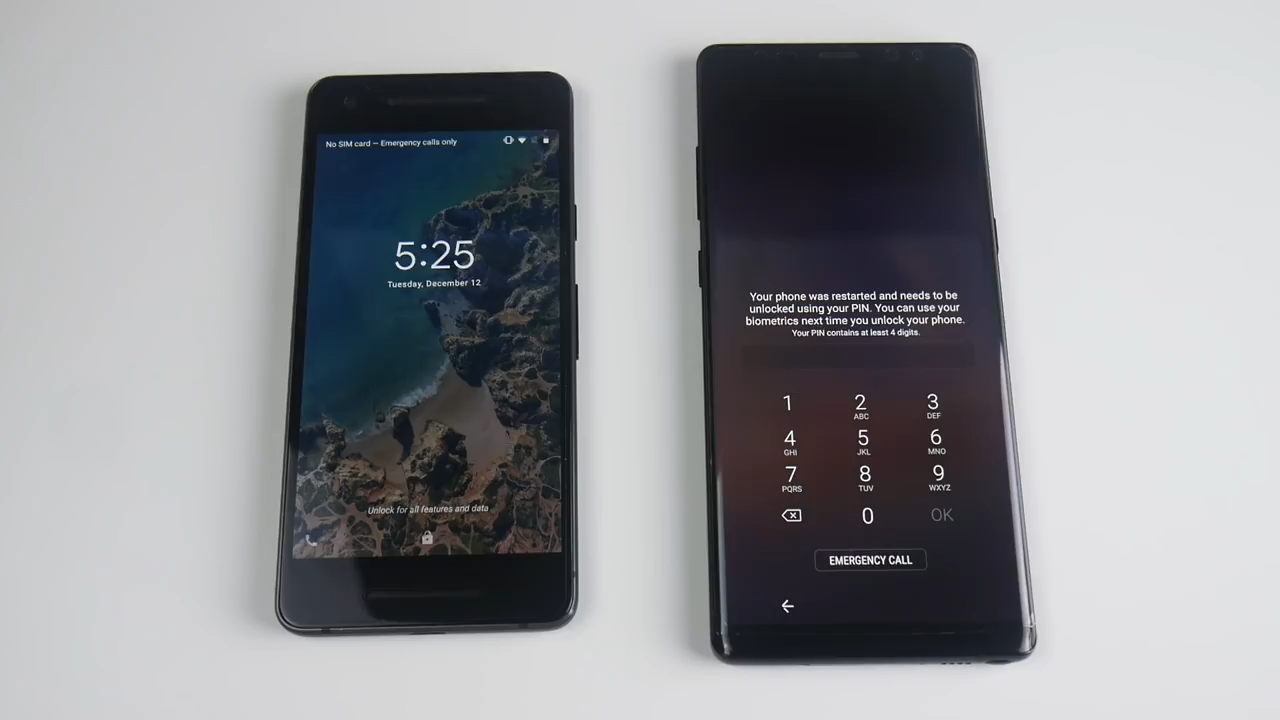 No SIM card — Emergency calls only
5:25
Tuesday, December 12
Unlock for all features and data
Your phone was restarted and needs to be
unlocked using your PIN. You can use your
biometrics next time you unlock your phone.
Your PIN contains at least 4 digits.
1 2 3
ABC DEF
4 5 6
GHI JKL MNO
7 8 9
PQRS TUV WXYZ
0 OK
EMERGENCY CALL